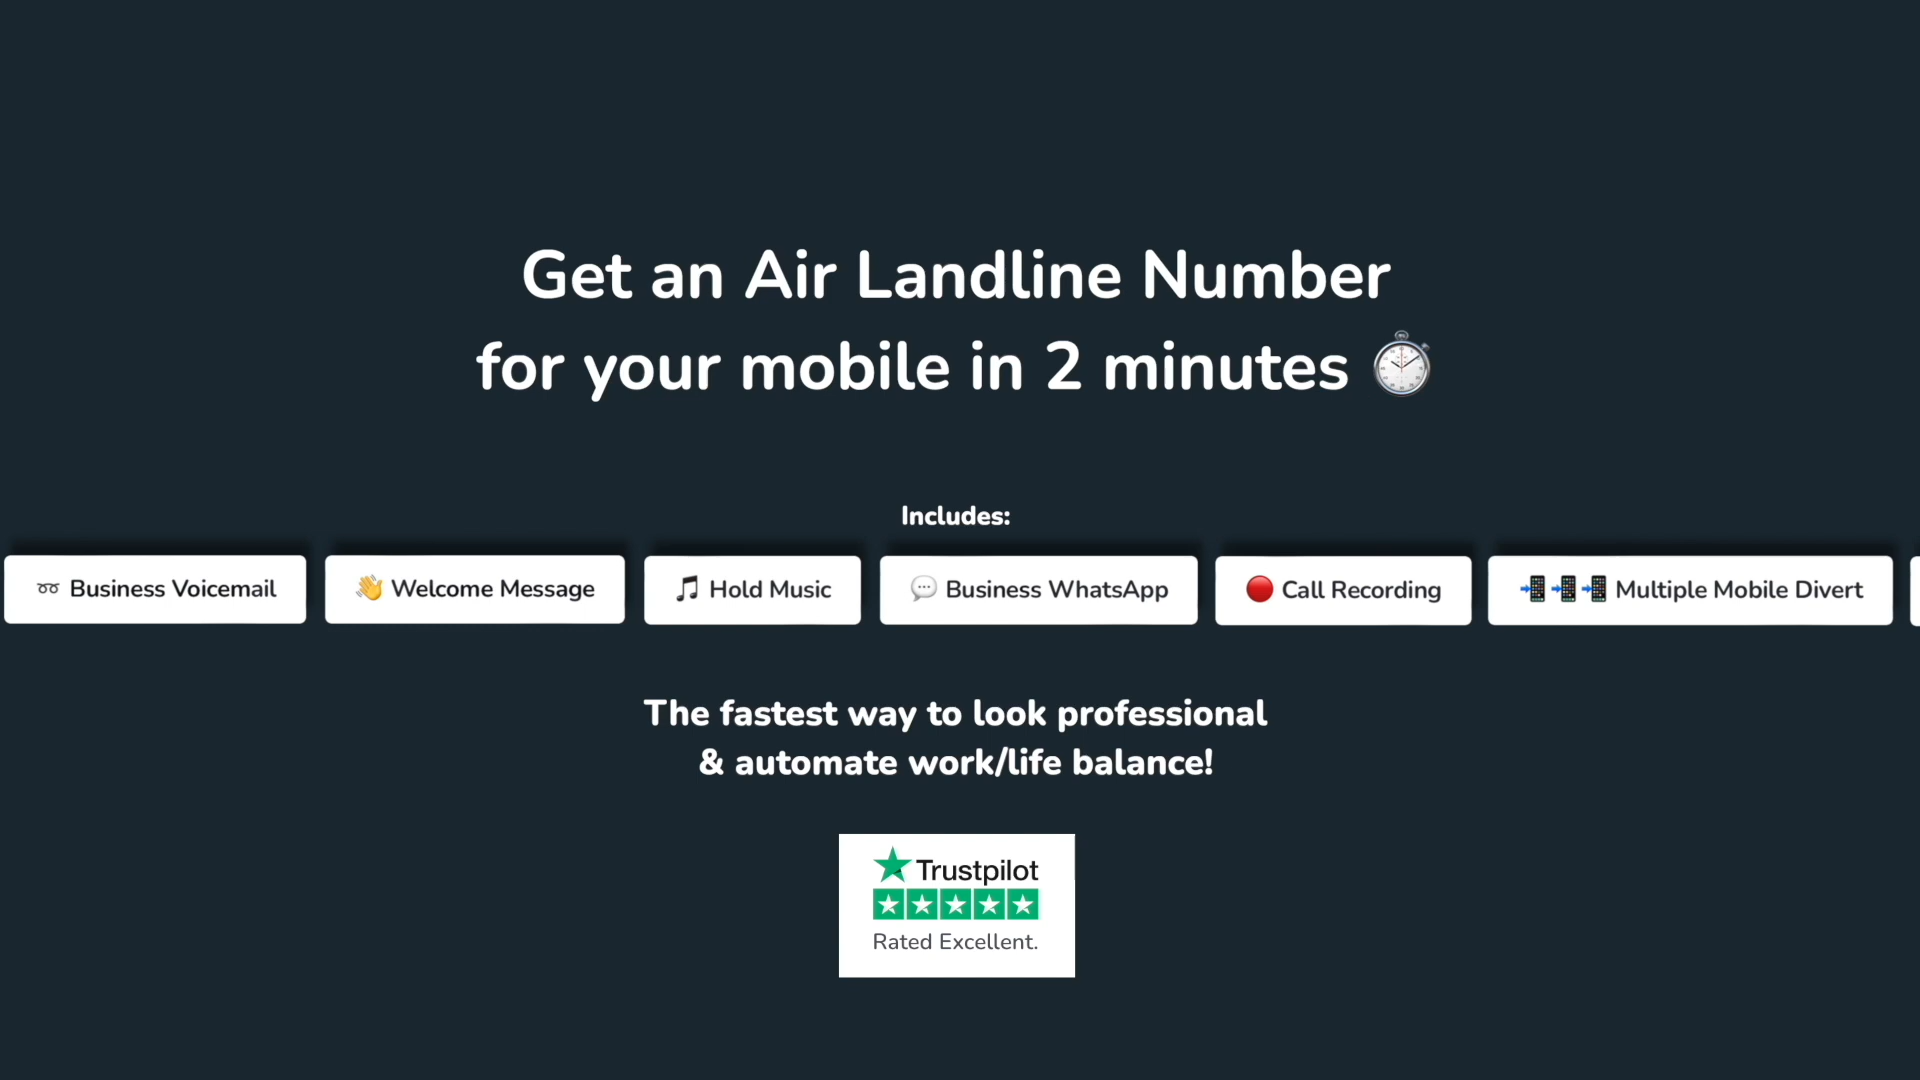 Get an Air Landline Number
for your mobile in 2 minutes
Includes:
Business Voicemail
Welcome Message
Hold Music
Business WhatsApp
Call Recording
Multiple Mobile Divert
The fastest way to look professional
& automate work/life balance!
Trustpilot
Rated Excellent.